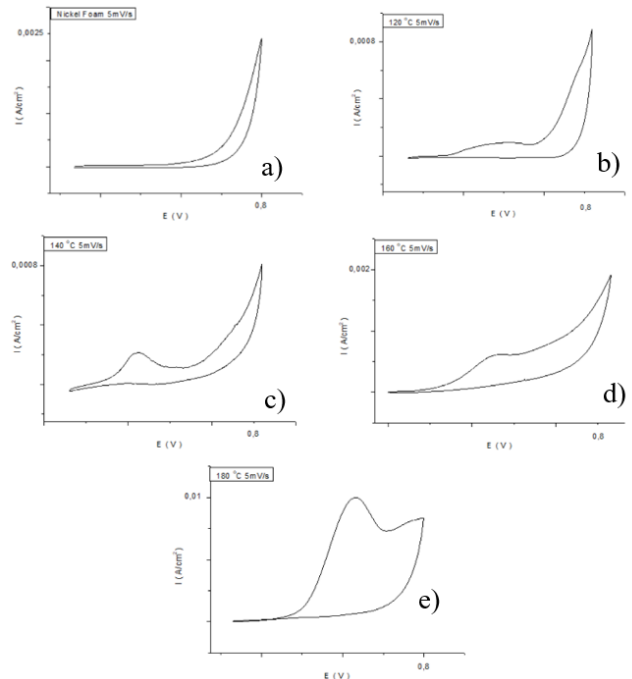 Nickel Foam 5mV/s
0,0025
I (A/cm²)
a)
0,8
E (V)
120 °C 5mV/s
0,0008
I (A/cm²)
b)
0,8
E (V)
140 °C 5mV/s
0,0008
I (A/cm²)
c)
0,8
E (V)
160 °C 5mV/s
0,002
I (A/cm²)
d)
0,8
E (V)
180 °C 5mV/s
0,01
I (A/cm²)
e)
0,8
E (V)